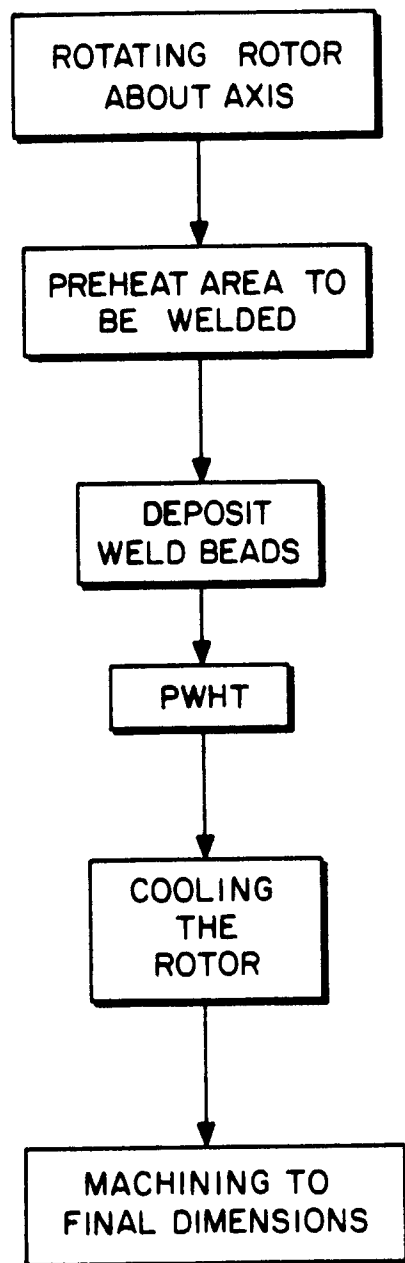 ROTATING ROTOR
ABOUT AXIS
PREHEAT AREA TO
BE WELDED
DEPOSIT
WELD BEADS
PWHT
COOLING
THE
ROTOR
MACHINING TO
FINAL DIMENSIONS